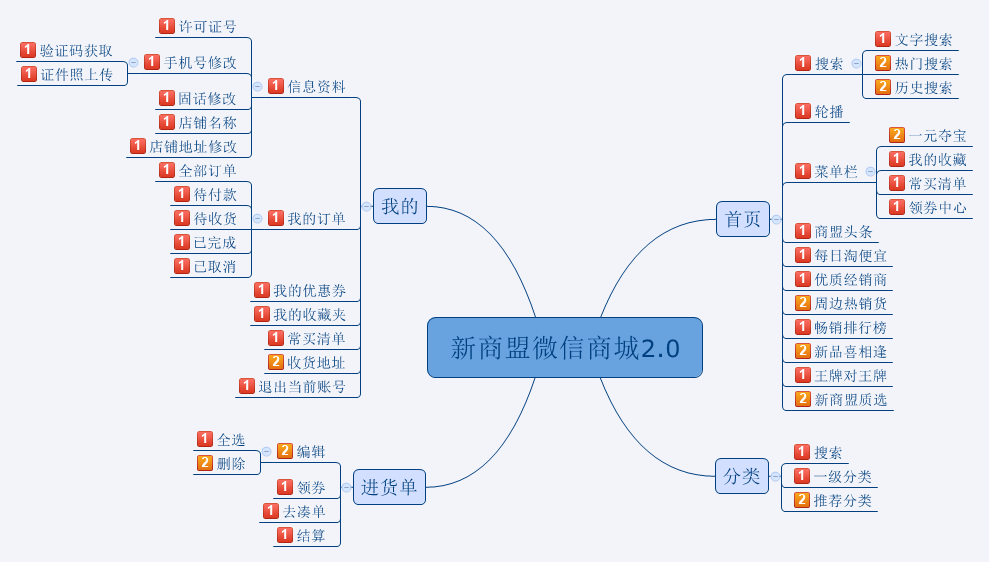 新商盟微信商城2.0
首页
1 搜索
1 文字搜索
2 热门搜索
2 历史搜索
1 轮播
1 菜单栏
2 一元夺宝
1 我的收藏
1 常买清单
1 领券中心
1 商盟头条
1 每日淘便宜
1 优质经销商
2 周边热销货
1 畅销排行榜
2 新品喜相逢
1 王牌对王牌
2 新商盟质选
分类
1 搜索
1 一级分类
2 推荐分类
进货单
2 编辑
1 全选
2 删除
1 领券
1 去凑单
1 结算
我的
1 信息资料
1 许可证号
1 手机号修改
1 验证码获取
1 证件照上传
1 固话修改
1 店铺名称
1 店铺地址修改
1 我的订单
1 全部订单
1 待付款
1 待收货
1 已完成
1 已取消
1 我的优惠券
1 我的收藏夹
1 常买清单
2 收货地址
1 退出当前账号